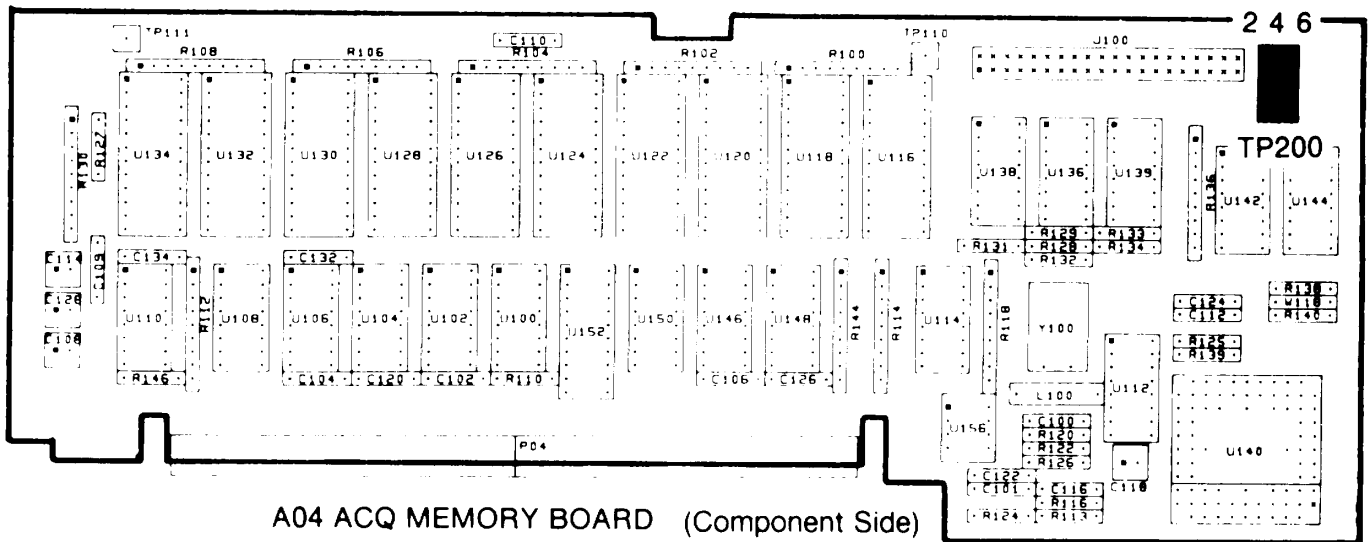 2 4 6
TP111
C110
TP110
J100
R108
R106
R104
R102
R100
R130
R127
U134
U132
U130
U128
U126
U124
U122
U120
U118
U116
U138
U136
U139
TP200
R136
U142
U144
R129
R133
R131
R128
R134
R132
C114
C109
C134
C132
C128
C108
U110
R112
U108
U106
U104
U102
U100
U152
U150
U146
U148
R144
R114
U114
R118
Y100
C124
C112
R138
W118
R140
R125
R139
R146
C104
C120
C102
R110
C106
C126
L100
U112
U156
C100
R120
R122
R126
U140
P04
C118
C122
C101
C116
R116
R124
R113
A04 ACQ MEMORY BOARD (Component Side)